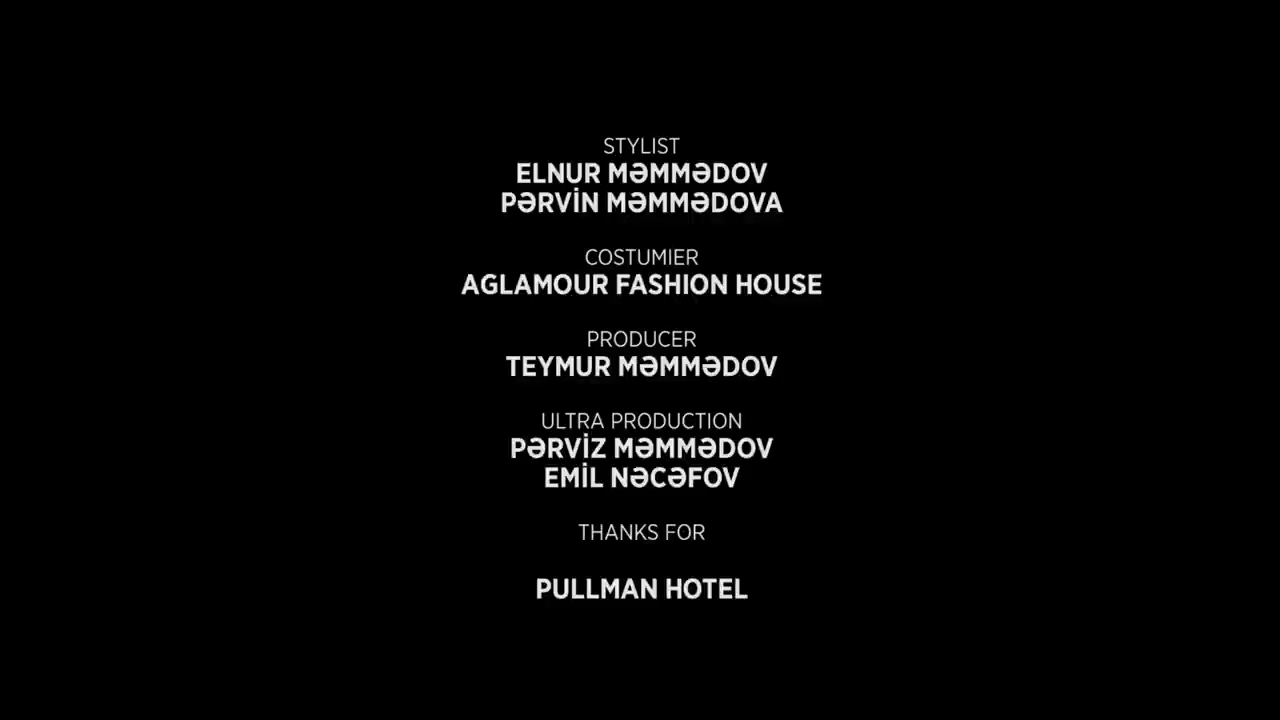 STYLIST
ELNUR MƏMMƏDOV
PƏRVİN MƏMMƏDOVA
COSTUMIER
AGLAMOUR FASHION HOUSE
PRODUCER
TEYMUR MƏMMƏDOV
ULTRA PRODUCTION
PƏRVİZ MƏMMƏDOV
EMİL NƏCƏFOV
THANKS FOR
PULLMAN HOTEL